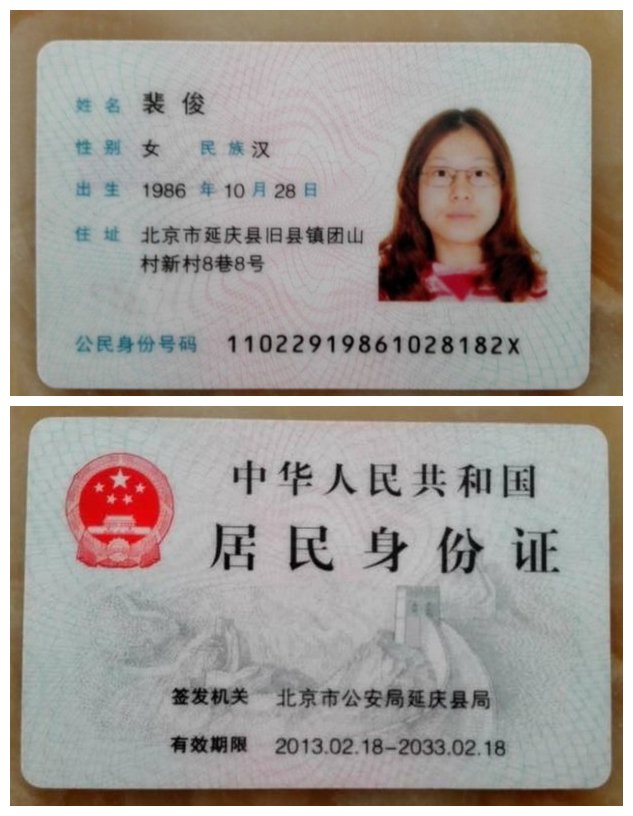 姓名 裴俊
性别 女 民族 汉
出生 1986 年 10 月 28 日
住址 北京市延庆县旧县镇团山
村新村8巷8号
公民身份号码 11022919861028182X
中华人民共和国
居民身份证
签发机关 北京市公安局延庆县局
有效期限 2013.02.18-2033.02.18